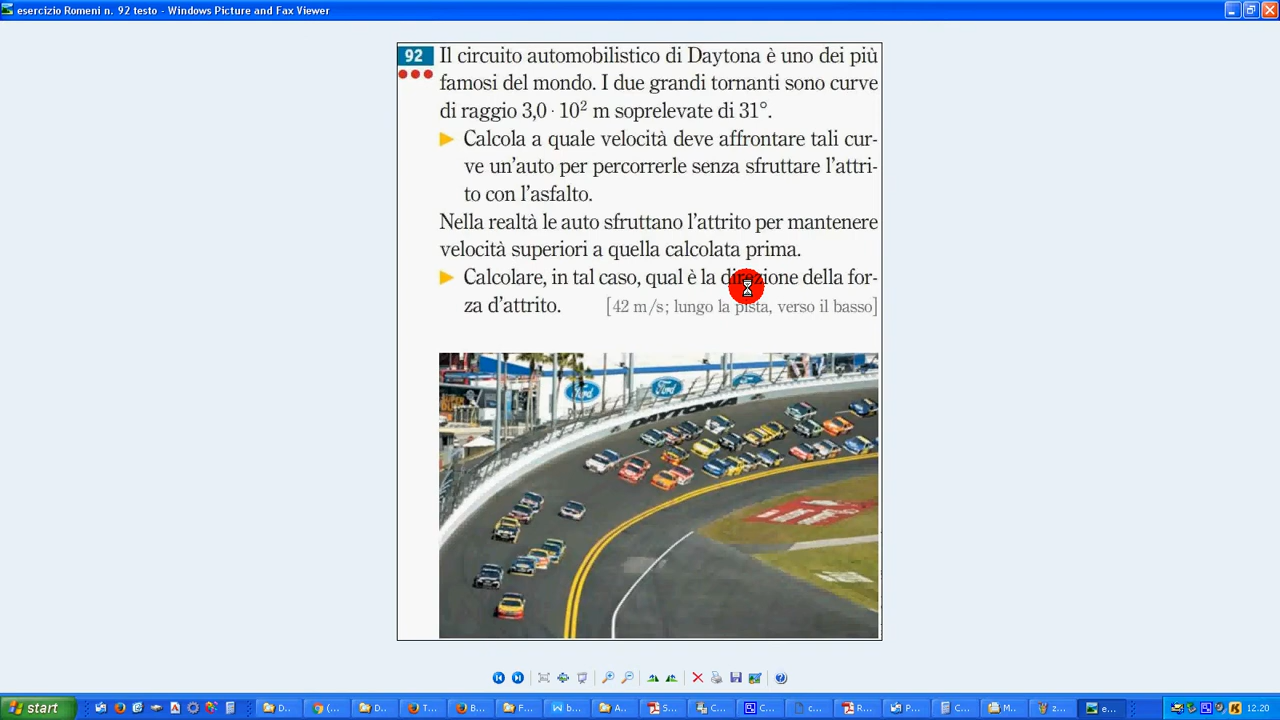 esercizio Romeni n. 92 testo - Windows Picture and Fax Viewer
92 Il circuito automobilistico di Daytona è uno dei più
famosi del mondo. I due grandi tornanti sono curve
di raggio 3,0 · 10² m soprelevate di 31°.
Calcola a quale velocità deve affrontare tali cur-
ve un'auto per percorrerle senza sfruttare l'attri-
to con l'asfalto.
Nella realtà le auto sfruttano l'attrito per mantenere
velocità superiori a quella calcolata prima.
Calcolare, in tal caso, qual è la direzione della for-
za d'attrito. [42 m/s; lungo la pista, verso il basso]
Ford
Ford
DAYTONA
start
D...
(...
D...
T...
B...
F...
b...
A...
S...
C...
C...
c...
R...
P...
C...
M...
z...
e...
12.20